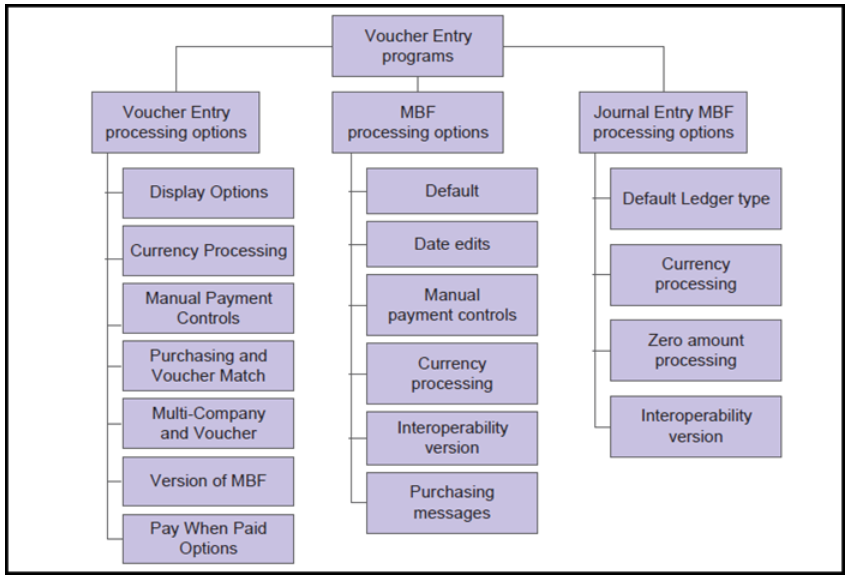 Voucher Entry
programs
Voucher Entry
processing options
Display Options
Currency Processing
Manual Payment
Controls
Purchasing and
Voucher Match
Multi-Company
and Voucher
Version of MBF
Pay When Paid
Options
MBF
processing options
Default
Date edits
Manual
payment controls
Currency
processing
Interoperability
version
Purchasing
messages
Journal Entry MBF
processing options
Default Ledger type
Currency
processing
Zero amount
processing
Interoperability
version